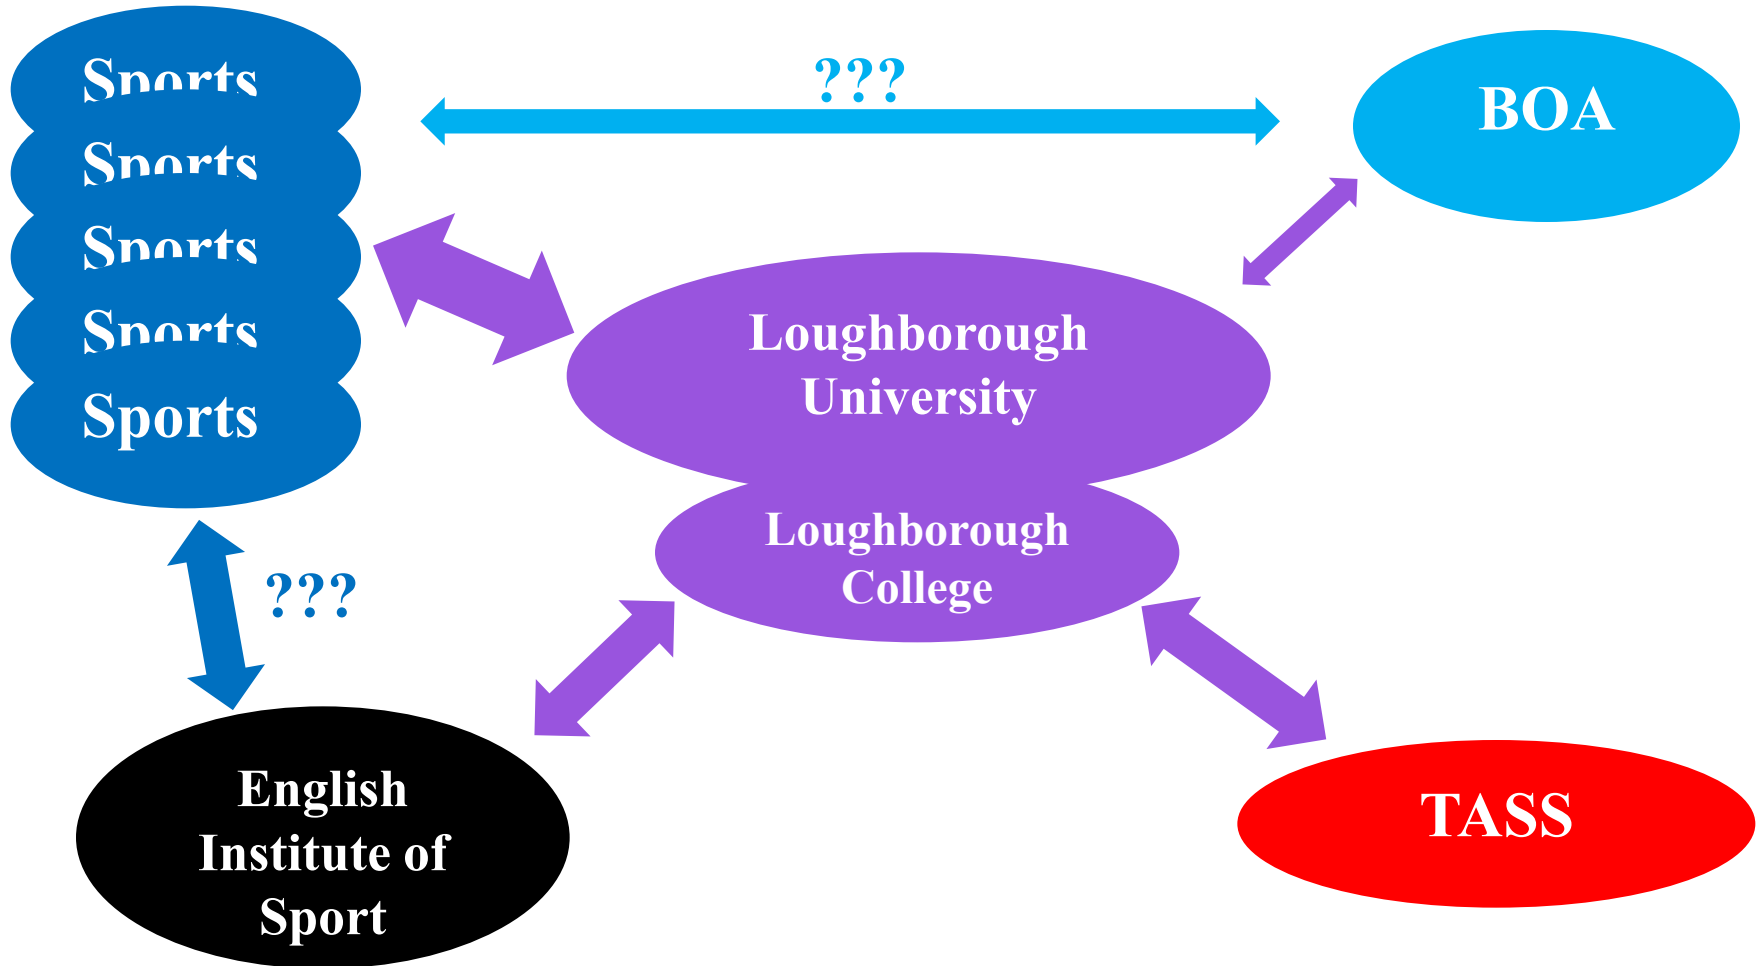 Sports
Sports
Sports
Sports
Sports
???
BOA
Loughborough
University
Loughborough
College
???
English
Institute of
Sport
TASS